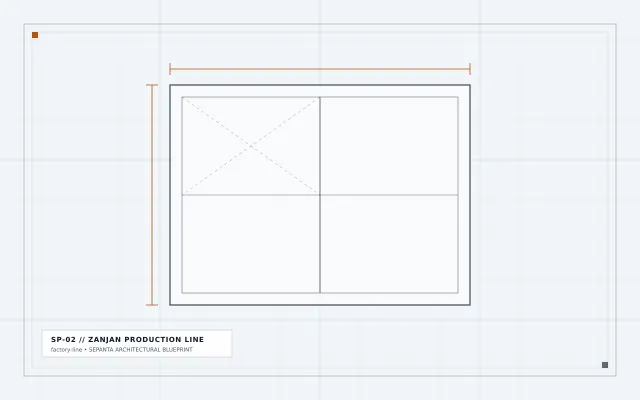 SP-02 // ZANJAN PRODUCTION LINE
factory-line • SEPANTA ARCHITECTURAL BLUEPRINT